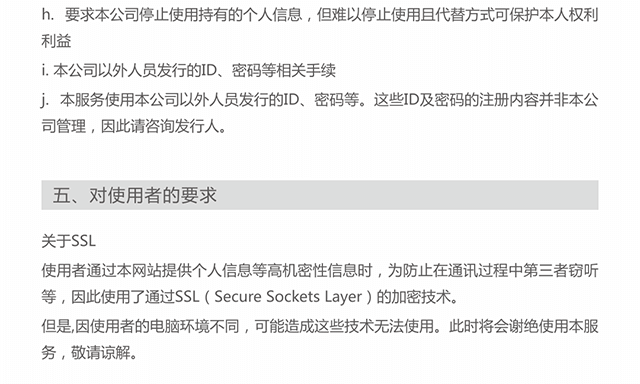 h. 要求本公司停止使用持有的个人信息，但难以停止使用且代替方式可保护本人权利
利益
i. 本公司以外人员发行的ID、密码等相关手续
j. 本服务使用本公司以外人员发行的ID、密码等。这些ID及密码的注册内容并非本公
司管理，因此请咨询发行人。
五、对使用者的要求
关于SSL
使用者通过本网站提供个人信息等高机密性信息时，为防止在通讯过程中第三者窃听
等，因此使用了通过SSL（Secure Sockets Layer）的加密技术。
但是,因使用者的电脑环境不同，可能造成这些技术无法使用。此时将会谢绝使用本服
务，敬请谅解。